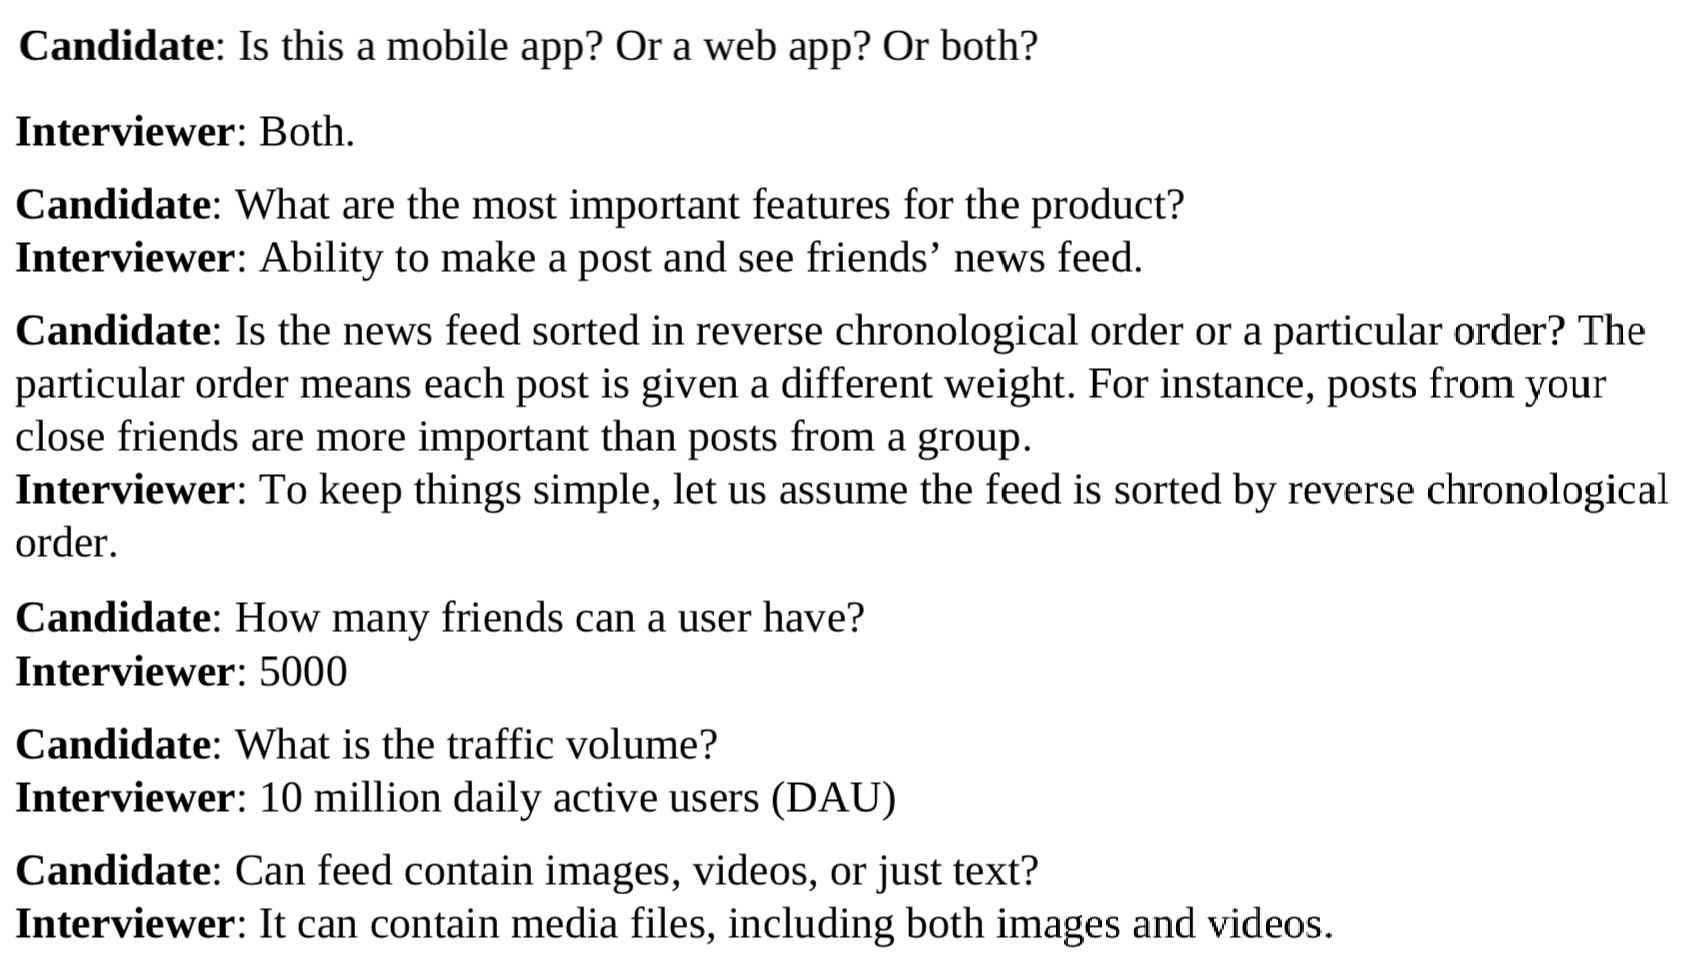 Candidate: Is this a mobile app? Or a web app? Or both?
Interviewer: Both.
Candidate: What are the most important features for the product?
Interviewer: Ability to make a post and see friends’ news feed.
Candidate: Is the news feed sorted in reverse chronological order or a particular order? The
particular order means each post is given a different weight. For instance, posts from your
close friends are more important than posts from a group.
Interviewer: To keep things simple, let us assume the feed is sorted by reverse chronological
order.
Candidate: How many friends can a user have?
Interviewer: 5000
Candidate: What is the traffic volume?
Interviewer: 10 million daily active users (DAU)
Candidate: Can feed contain images, videos, or just text?
Interviewer: It can contain media files, including both images and videos.